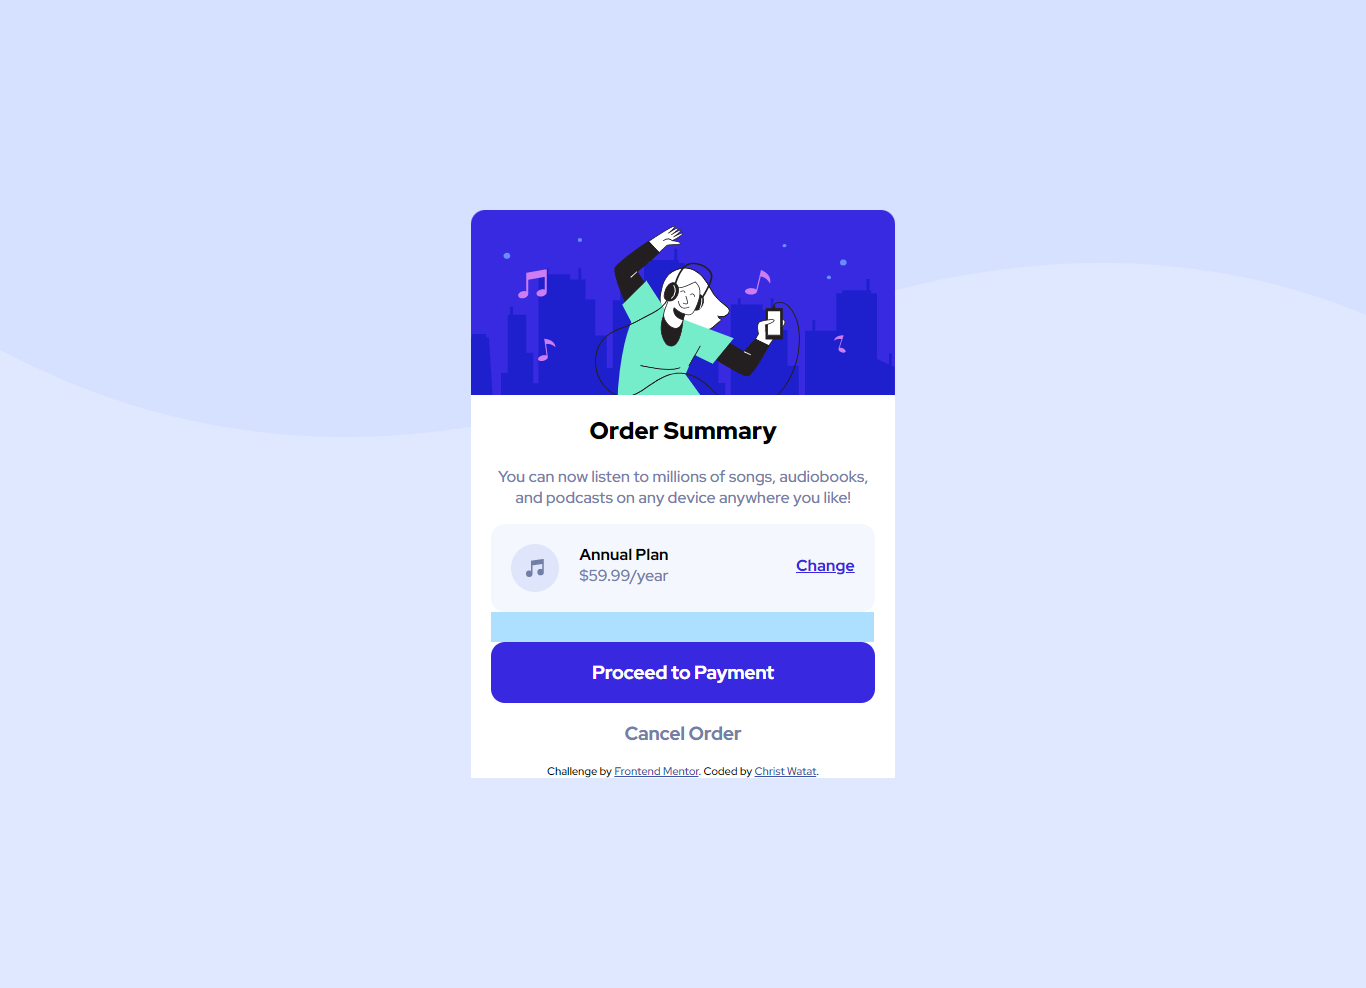 Order Summary
You can now listen to millions of songs, audiobooks,
and podcasts on any device anywhere you like!
Annual Plan
$59.99/year
Change
Proceed to Payment
Cancel Order
Challenge by Frontend Mentor. Coded by Christ Watat.